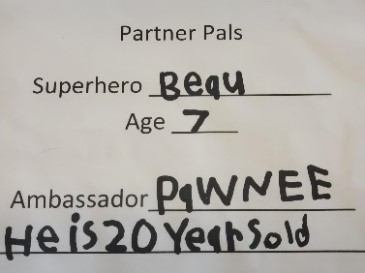 Partner Pals
Superhero Beau
Age 7
Ambassador PaWNEE
He is 20 Years old